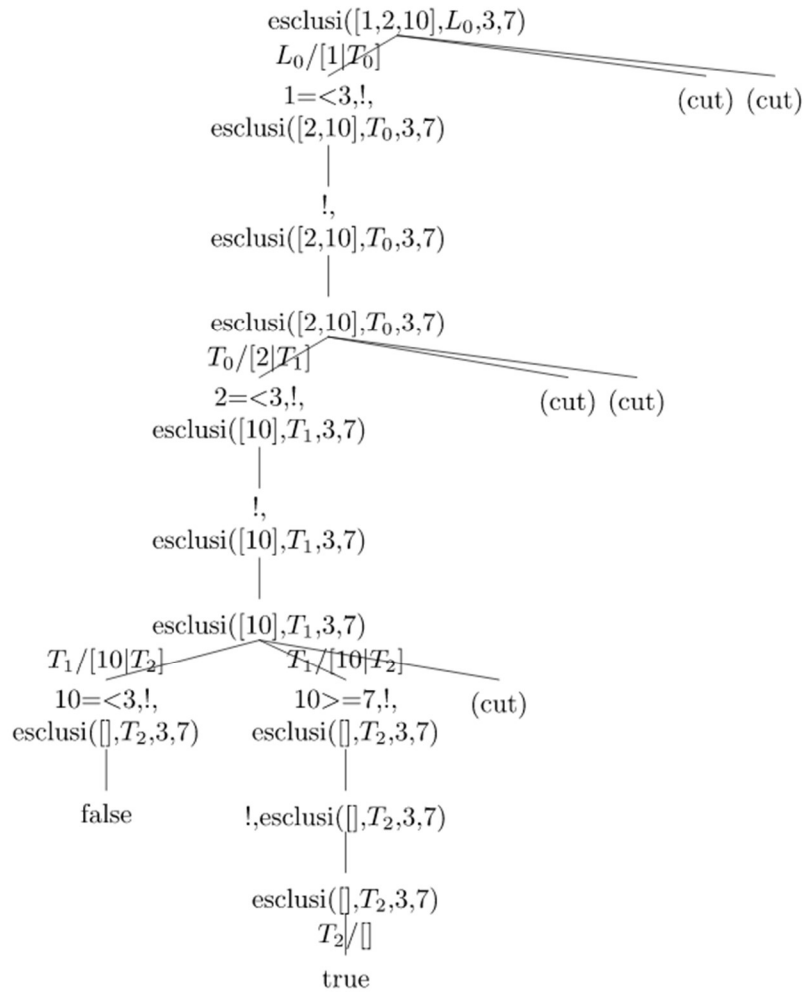 esclusi([1,2,10],L₀,3,7)
L₀/[1|T₀]
1=<3,!,
(cut) (cut)
esclusi([2,10],T₀,3,7)
!,
esclusi([2,10],T₀,3,7)
esclusi([2,10],T₀,3,7)
T₀/[2|T₁]
2=<3,!,
(cut) (cut)
esclusi([10],T₁,3,7)
!,
esclusi([10],T₁,3,7)
esclusi([10],T₁,3,7)
T₁/[10|T₂] T₁/[10|T₂]
10=<3,!, 10>=7,!, (cut)
esclusi([],T₂,3,7) esclusi([],T₂,3,7)
false !,esclusi([],T₂,3,7)
esclusi([],T₂,3,7)
T₂/[]
true